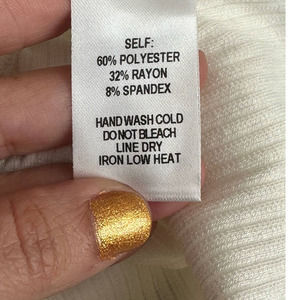 SELF:
60% POLYESTER
32% RAYON
8% SPANDEX
HAND WASH COLD
DO NOT BLEACH
LINE DRY
IRON LOW HEAT